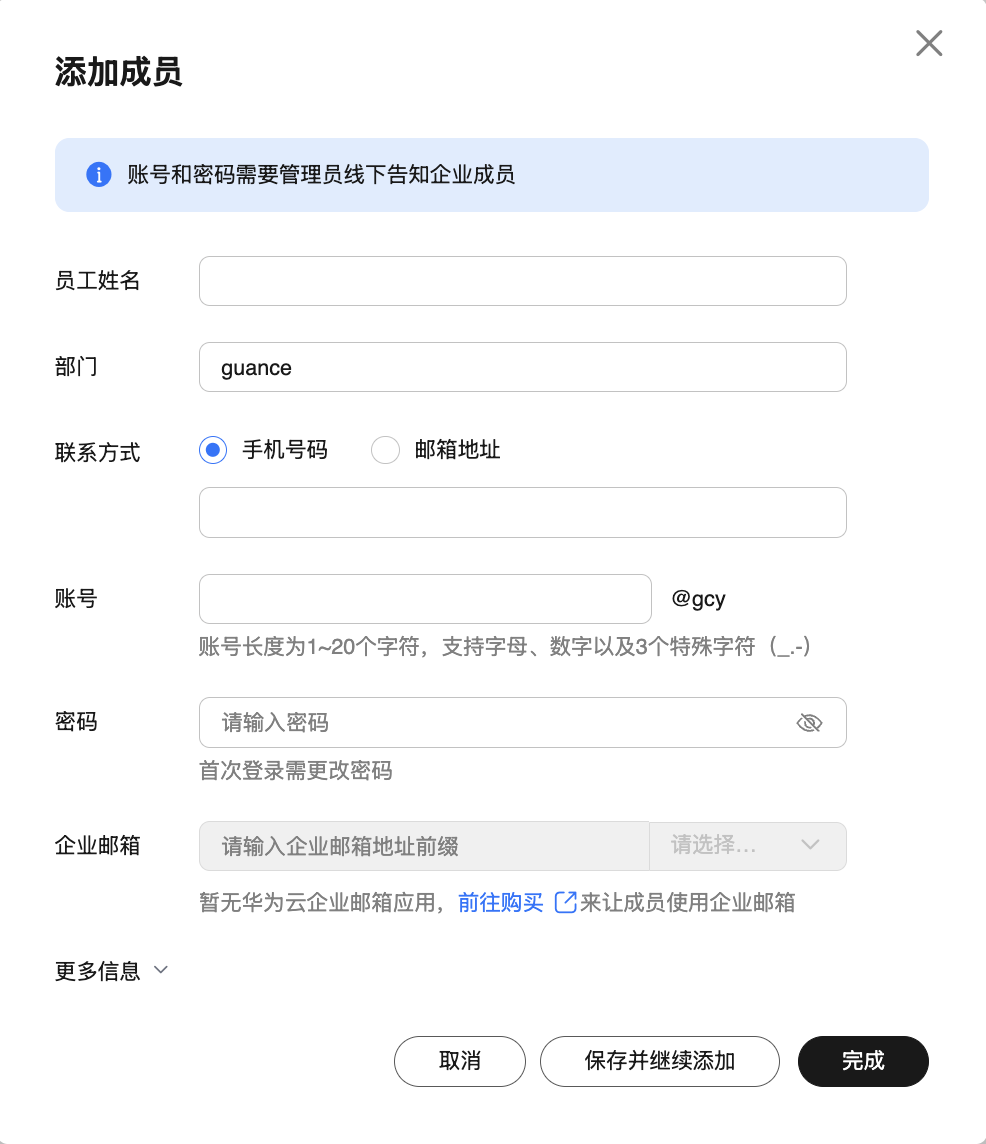 添加成员
账号和密码需要管理员线下告知企业成员
员工姓名
部门
guance
联系方式
手机号码
邮箱地址
账号
@gcy
账号长度为1~20个字符，支持字母、数字以及3个特殊字符（_.-)
密码
请输入密码
首次登录需更改密码
企业邮箱
请输入企业邮箱地址前缀
请选择...
暂无华为云企业邮箱应用，前往购买 来让成员使用企业邮箱
更多信息
取消
保存并继续添加
完成